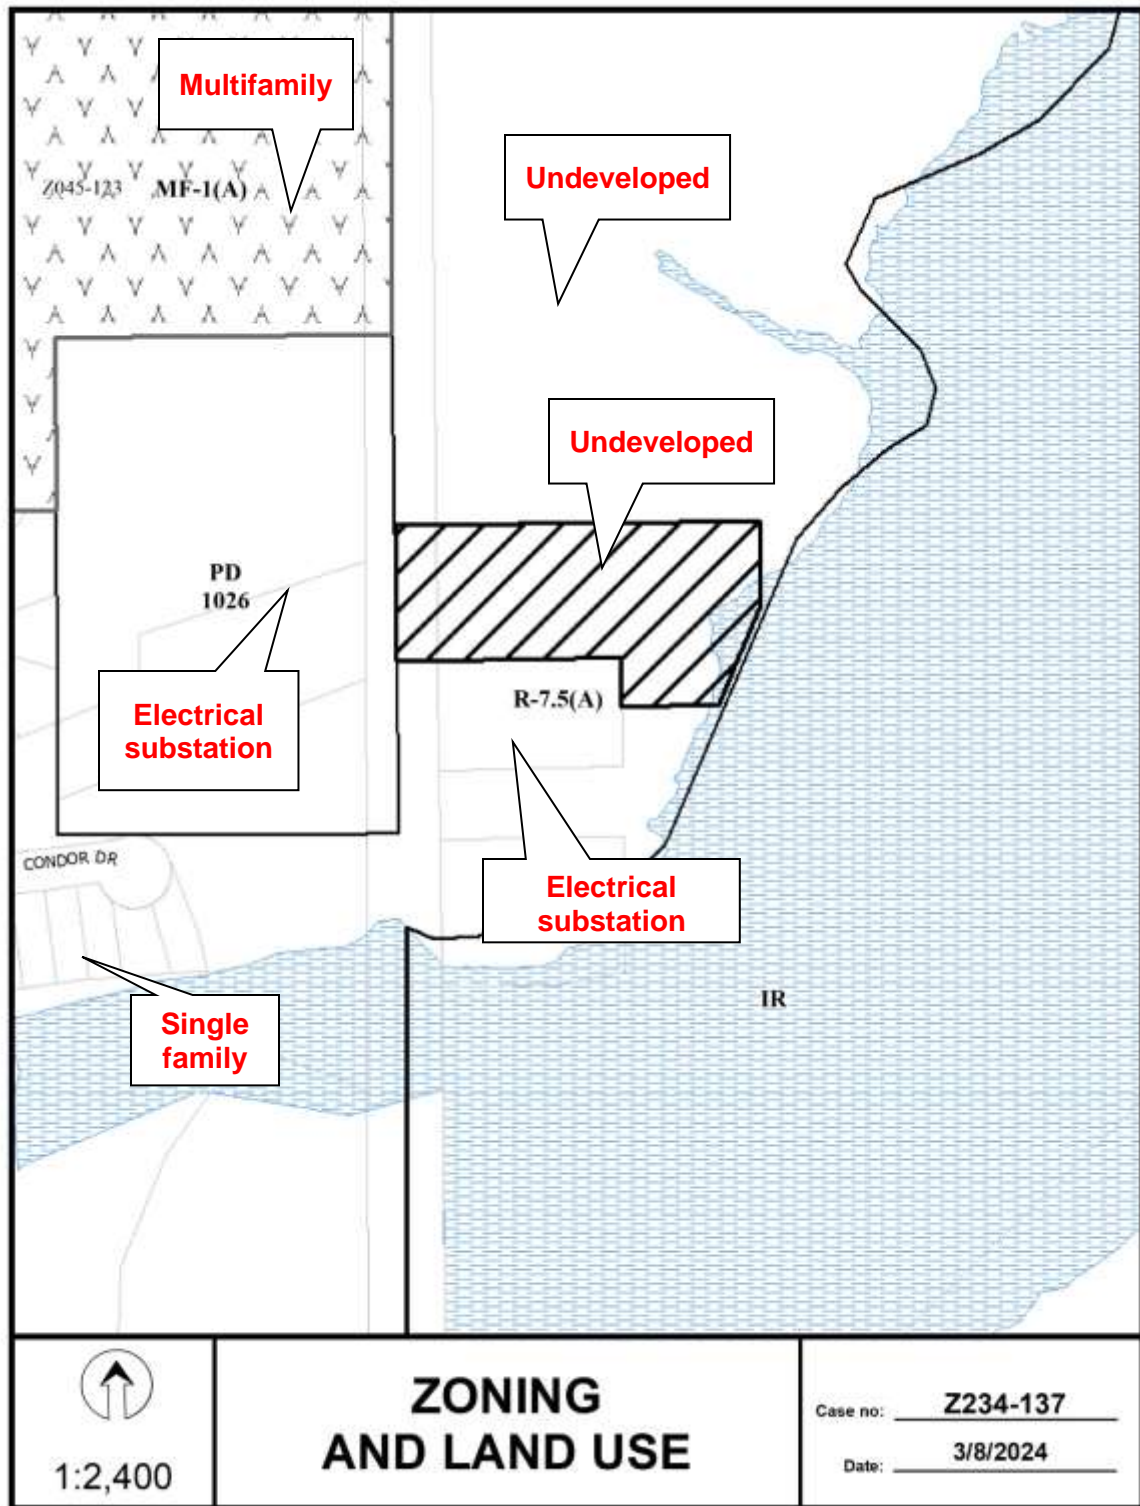 Multifamily
Undeveloped
Z045-123
MF-1(A)
Undeveloped
PD
1026
R-7.5(A)
Electrical
substation
CONDOR DR
Electrical
substation
IR
Single
family
1:2,400
ZONING
AND LAND USE
Case no: Z234-137
Date: 3/8/2024